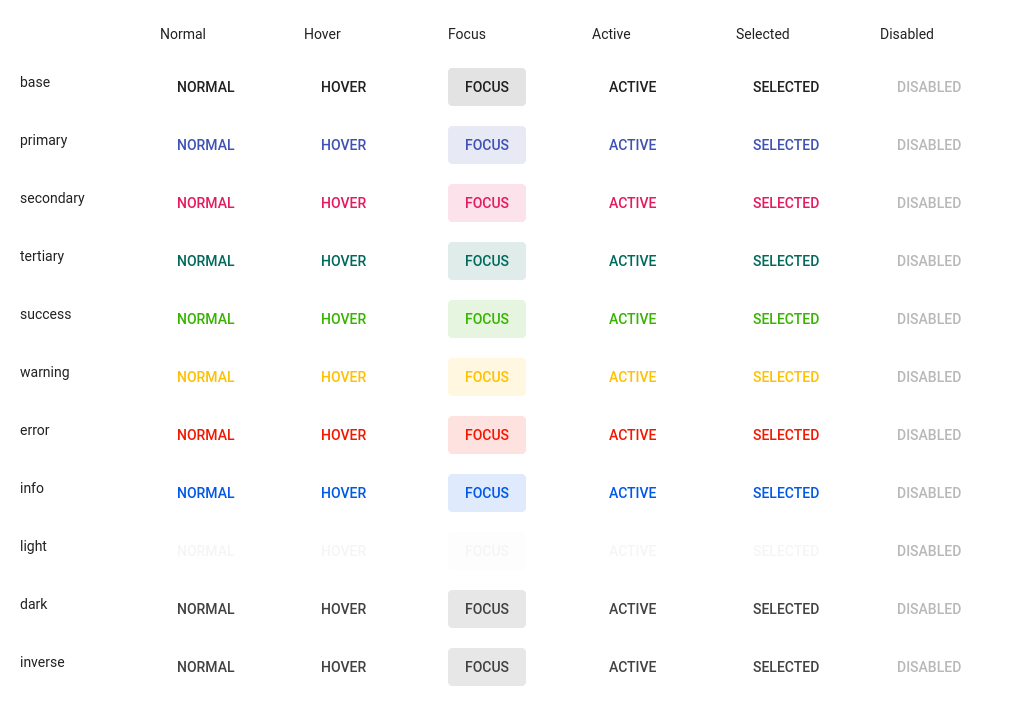 Normal Hover Focus Active Selected Disabled
base NORMAL HOVER FOCUS ACTIVE SELECTED DISABLED
primary NORMAL HOVER FOCUS ACTIVE SELECTED DISABLED
secondary NORMAL HOVER FOCUS ACTIVE SELECTED DISABLED
tertiary NORMAL HOVER FOCUS ACTIVE SELECTED DISABLED
success NORMAL HOVER FOCUS ACTIVE SELECTED DISABLED
warning NORMAL HOVER FOCUS ACTIVE SELECTED DISABLED
error NORMAL HOVER FOCUS ACTIVE SELECTED DISABLED
info NORMAL HOVER FOCUS ACTIVE SELECTED DISABLED
light NORMAL HOVER FOCUS ACTIVE SELECTED DISABLED
dark NORMAL HOVER FOCUS ACTIVE SELECTED DISABLED
inverse NORMAL HOVER FOCUS ACTIVE SELECTED DISABLED